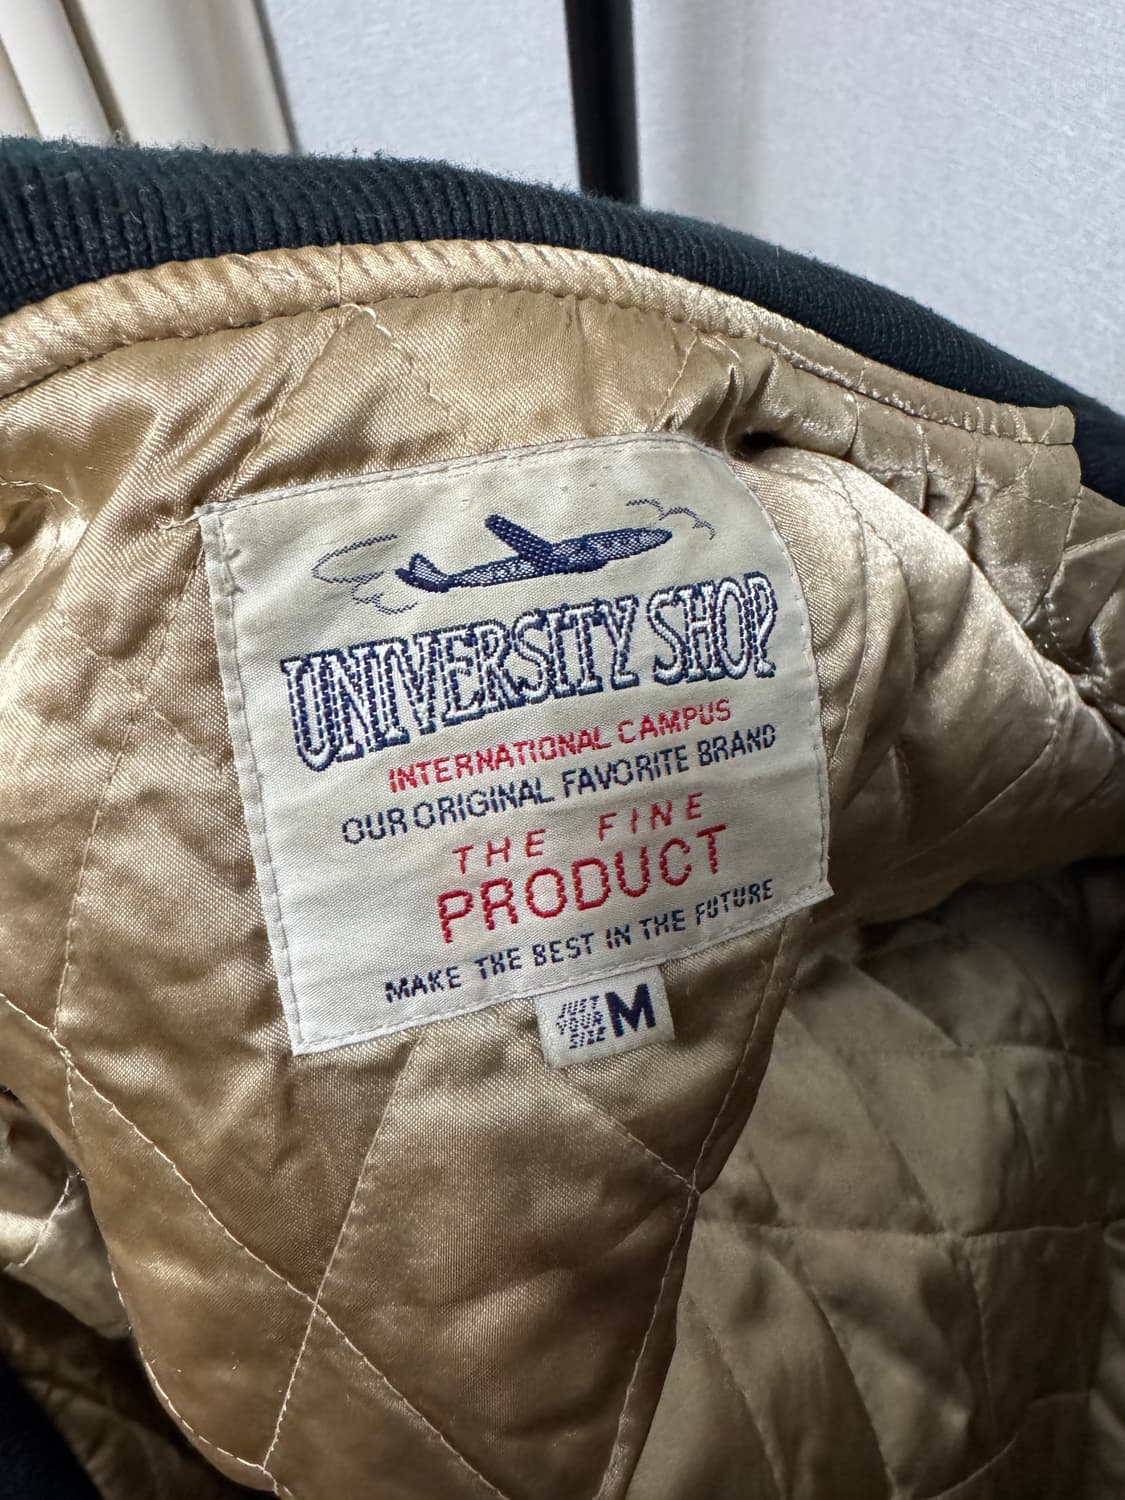 UNIVERSITY SHOP
INTERNATIONAL CAMPUS
OUR ORIGINAL FAVORITE BRAND
THE FINE
PRODUCT
MAKE THE BEST IN THE FUTURE
JUST
YOUR
SIZE
M